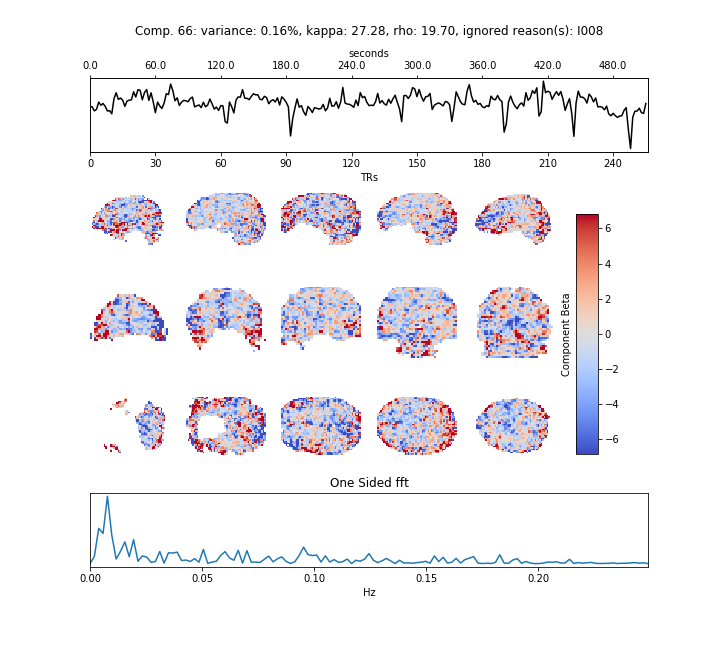 Comp. 66: variance: 0.16%, kappa: 27.28, rho: 19.70, ignored reason(s): I008
seconds
0.0 60.0 120.0 180.0 240.0 300.0 360.0 420.0 480.0
0 30 60 90 120 150 180 210 240
TRs
6
4
2
0
−2
−4
−6
Component Beta
One Sided fft
0.00 0.05 0.10 0.15 0.20
Hz